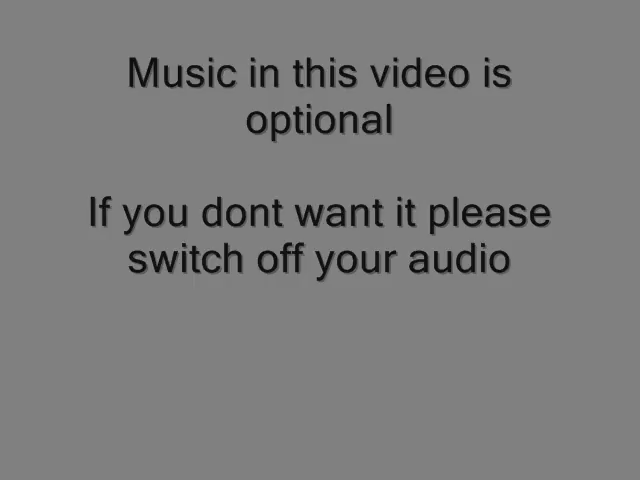 Music in this video is
optional
If you dont want it please
switch off your audio